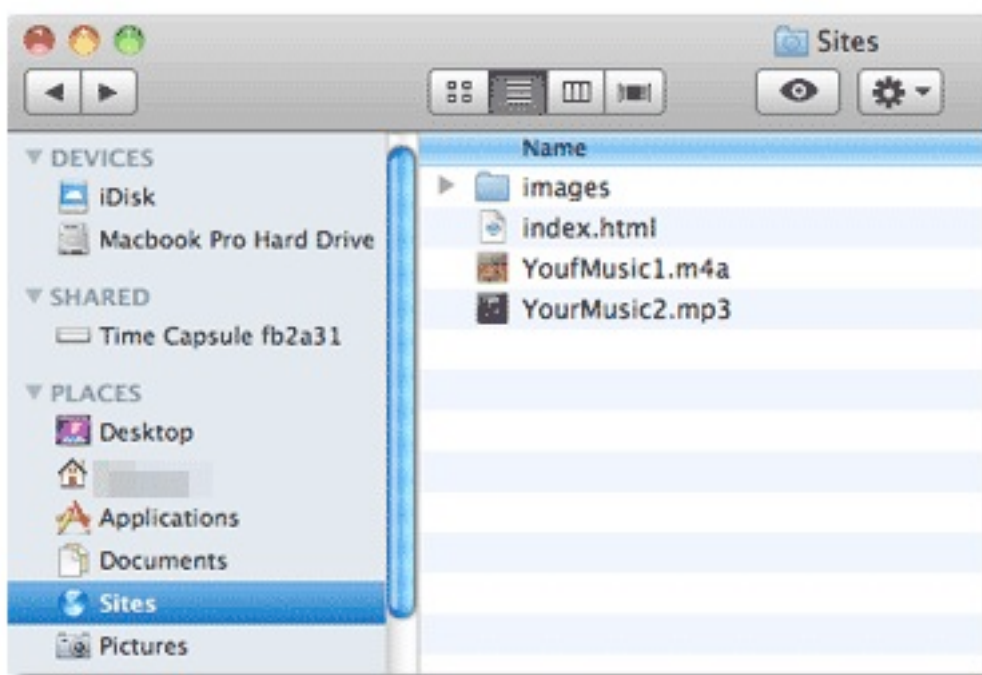 Sites
Name
DEVICES
iDisk
Macbook Pro Hard Drive
SHARED
Time Capsule fb2a31
PLACES
Desktop
Applications
Documents
Sites
Pictures
images
index.html
YoufMusic1.m4a
YourMusic2.mp3